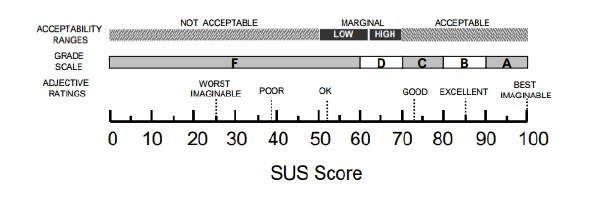 NOT ACCEPTABLE MARGINAL ACCEPTABLE
ACCEPTABILITY
RANGES
LOW HIGH
GRADE
SCALE
F D C B A
ADJECTIVE
RATINGS
WORST
IMAGINABLE
POOR OK GOOD EXCELLENT
BEST
IMAGINABLE
0 10 20 30 40 50 60 70 80 90 100
SUS Score